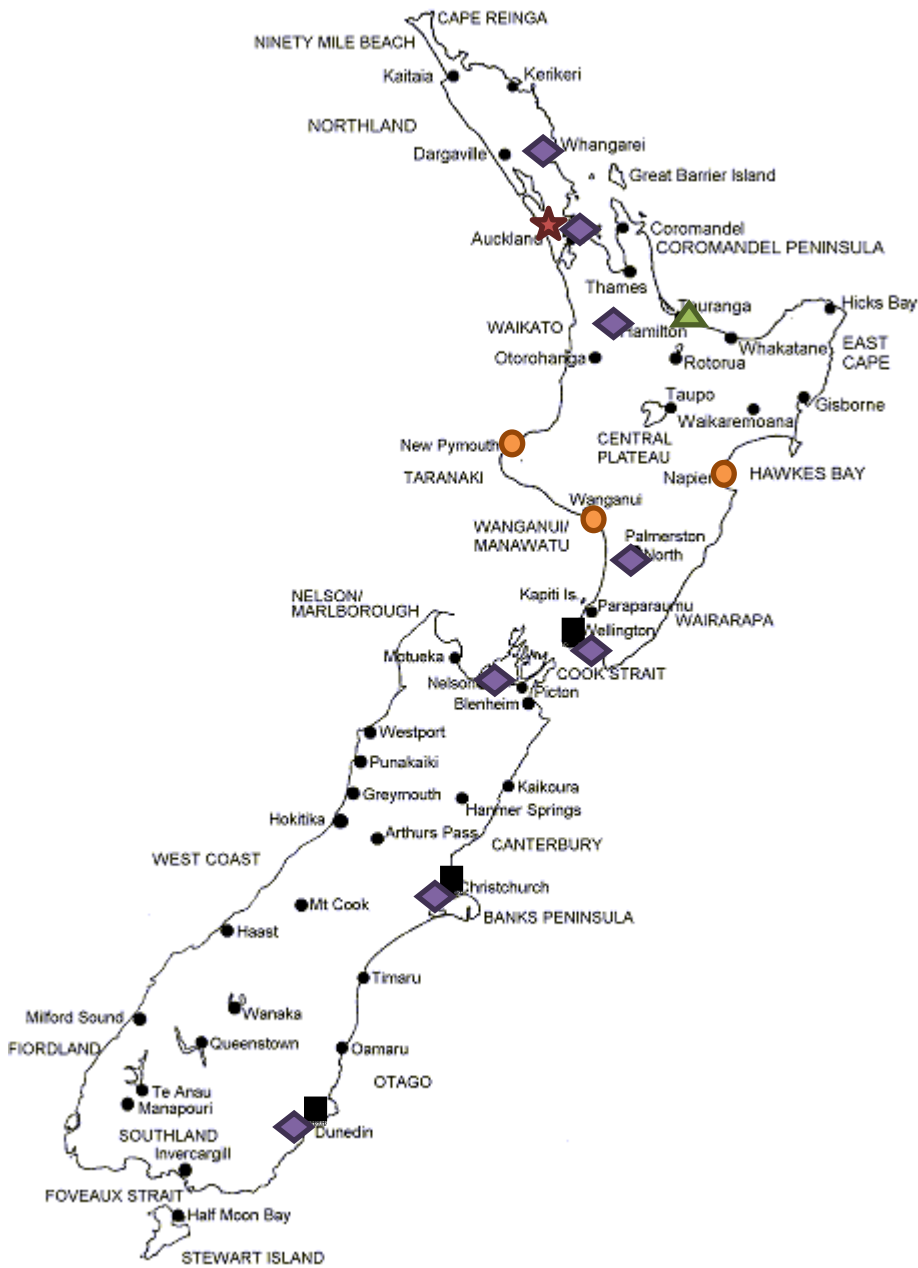 CAPE REINGA
NINETY MILE BEACH
Kaitaia
Kerikeri
NORTHLAND
Dargaville
Whangarei
Great Barrier Island
Auckland
Coromandel
COROMANDEL PENINSULA
Thames
Tauranga
Hicks Bay
WAIKATO
Hamilton
Whakatane
EAST
CAPE
Otorohanga
Rotorua
Taupo
Waikaremoana
Gisborne
CENTRAL
PLATEAU
New Pymouth
TARANAKI
Napier
HAWKES BAY
Wanganui
WANGANUI/
MANAWATU
Palmerston
North
Kapiti Is.
Paraparaumu
NELSON/
MARLBOROUGH
WAIRARAPA
Wellington
Motueka
COOK STRAIT
Nelson
Picton
Blenheim
Westport
Punakaiki
Greymouth
Kaikoura
Hanmer Springs
Hokitika
Arthurs Pass
CANTERBURY
WEST COAST
Christchurch
Mt Cook
BANKS PENINSULA
Haast
Timaru
Wanaka
Milford Sound
Queenstown
FIORDLAND
Oamaru
OTAGO
Te Anau
Manapouri
SOUTHLAND
Dunedin
Invercargill
FOVEAUX STRAIT
Half Moon Bay
STEWART ISLAND